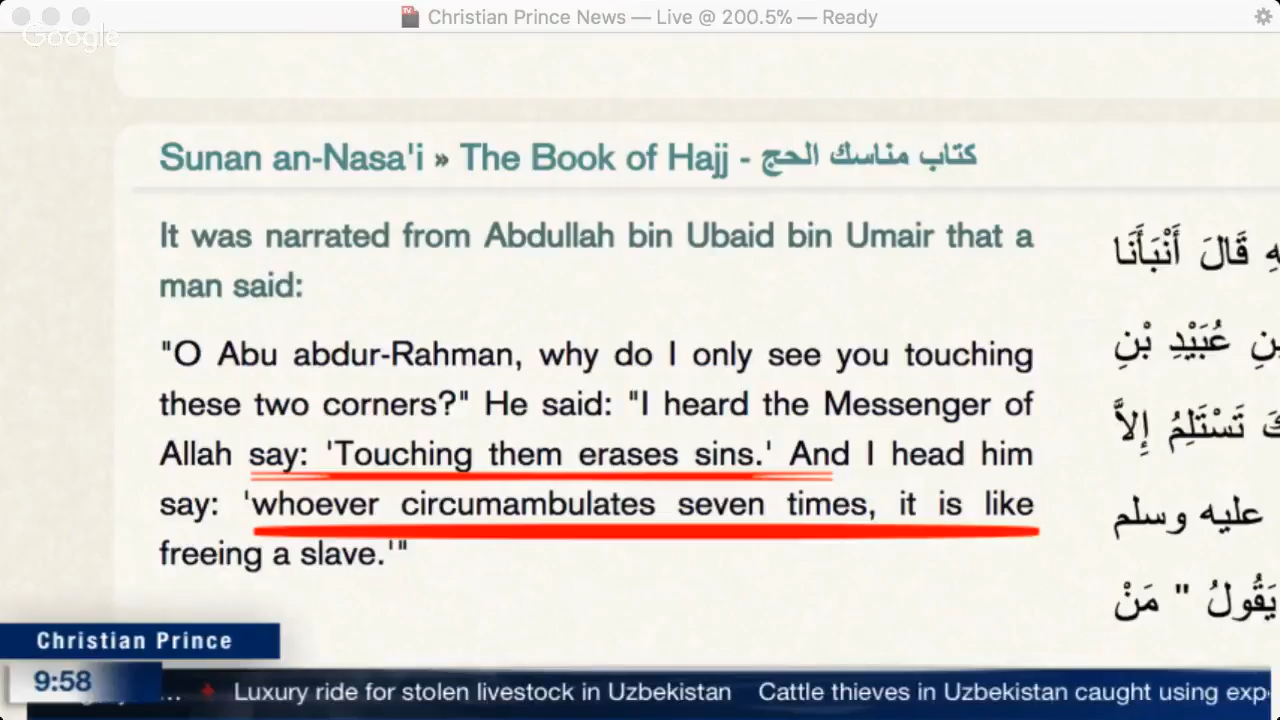 Christian Prince News — Live @ 200.5% — Ready
Google
Sunan an-Nasa'i » The Book of Hajj - كتاب مناسك الحج
It was narrated from Abdullah bin Ubaid bin Umair that a
man said:
"O Abu abdur-Rahman, why do I only see you touching
these two corners?" He said: "I heard the Messenger of
Allah say: 'Touching them erases sins.' And I head him
say: 'whoever circumambulates seven times, it is like
freeing a slave.'"
قَالَ أَنْبَأَنَا
عُبَيْدِ بْنِ
تَسْتَلِمُ إِلاَّ
عليه وسلم
يَقُولُ " مَنْ
Christian Prince
9:58
... Luxury ride for stolen livestock in Uzbekistan Cattle thieves in Uzbekistan caught using